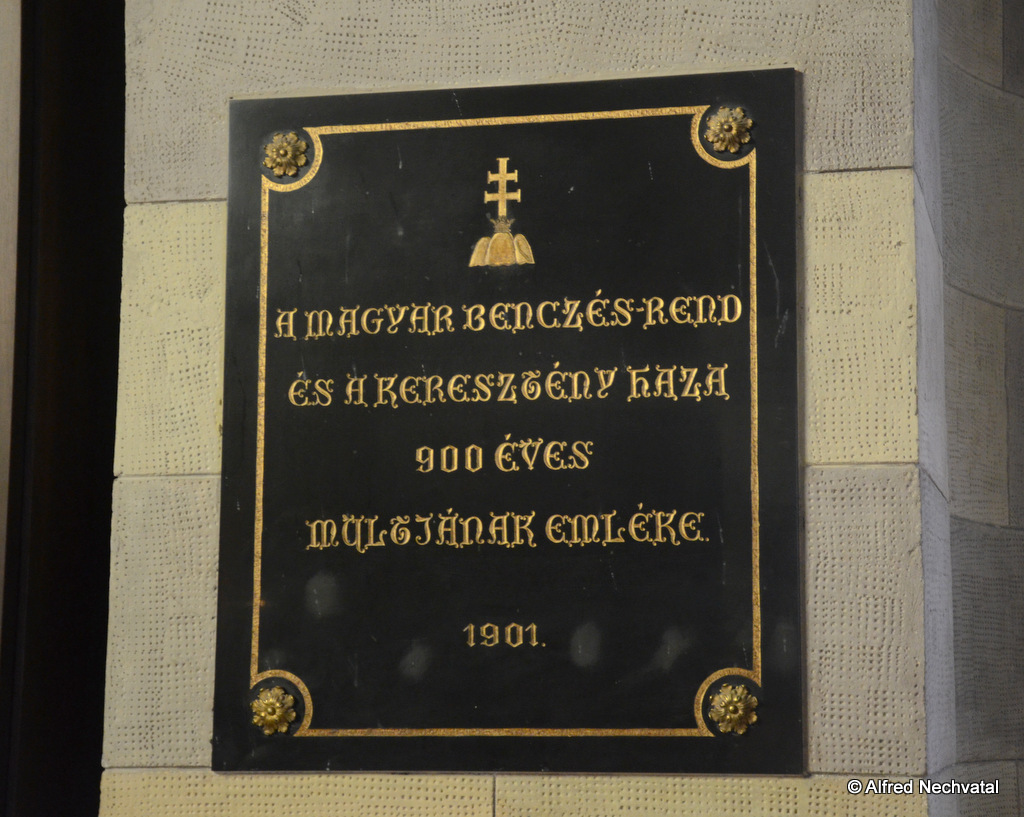 A MAGYAR BENCZÉS-REND
ÉS A KERESZTÉNY HAZA
900 ÉVES
MULTJÁNAK EMLÉKE.
1901.
© Alfred Nechvatal